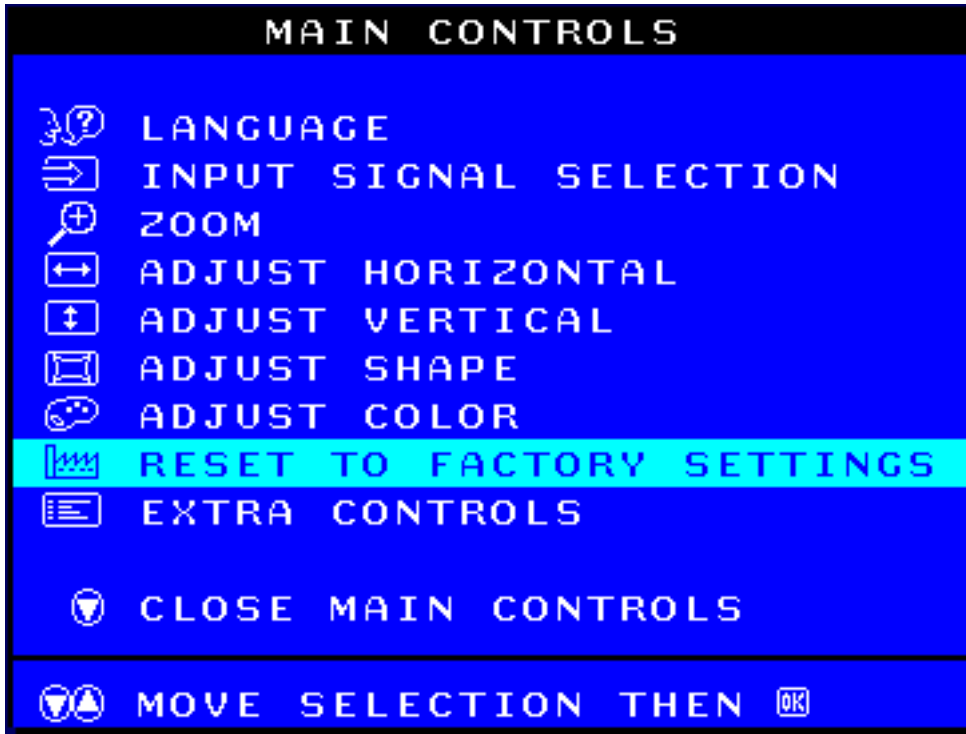 MAIN CONTROLS
LANGUAGE
INPUT SIGNAL SELECTION
ZOOM
ADJUST HORIZONTAL
ADJUST VERTICAL
ADJUST SHAPE
ADJUST COLOR
RESET TO FACTORY SETTINGS
EXTRA CONTROLS
CLOSE MAIN CONTROLS
MOVE SELECTION THEN OK